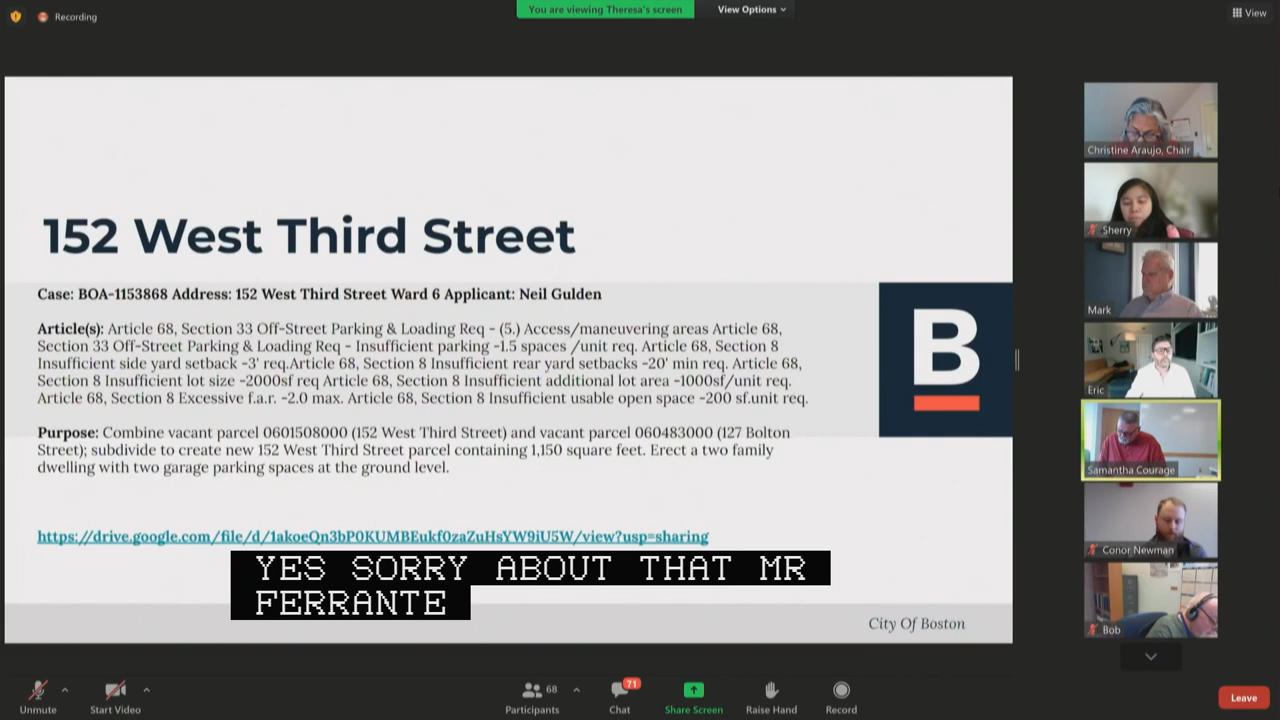 Recording
You are viewing Theresa's screen
View Options
View
152 West Third Street
Case: BOA-1153868 Address: 152 West Third Street Ward 6 Applicant: Neil Gulden
Article(s): Article 68, Section 33 Off-Street Parking & Loading Req - (5.) Access/maneuvering areas Article 68,
Section 33 Off-Street Parking & Loading Req - Insufficient parking -1.5 spaces /unit req. Article 68, Section 8
Insufficient side yard setback -3' req.Article 68, Section 8 Insufficient rear yard setbacks -20' min req. Article 68,
Section 8 Insufficient lot size -2000sf req Article 68, Section 8 Insufficient additional lot area -1000sf/unit req.
Article 68, Section 8 Excessive f.a.r. -2.0 max. Article 68, Section 8 Insufficient usable open space -200 sf.unit req.
Purpose: Combine vacant parcel 0601508000 (152 West Third Street) and vacant parcel 060483000 (127 Bolton
Street); subdivide to create new 152 West Third Street parcel containing 1,150 square feet. Erect a two family
dwelling with two garage parking spaces at the ground level.
https://drive.google.com/file/d/1akoeQn3bP0KUMBEukf0zaZuHsYW9iU5W/view?usp=sharing
B
YES SORRY ABOUT THAT MR
FERRANTE
City Of Boston
Christine Araujo, Chair
Sherry
Mark
Eric
Samantha Courage
Conor Newman
Bob
Unmute
Start Video
68
Participants
71
Chat
Share Screen
Raise Hand
Record
Leave